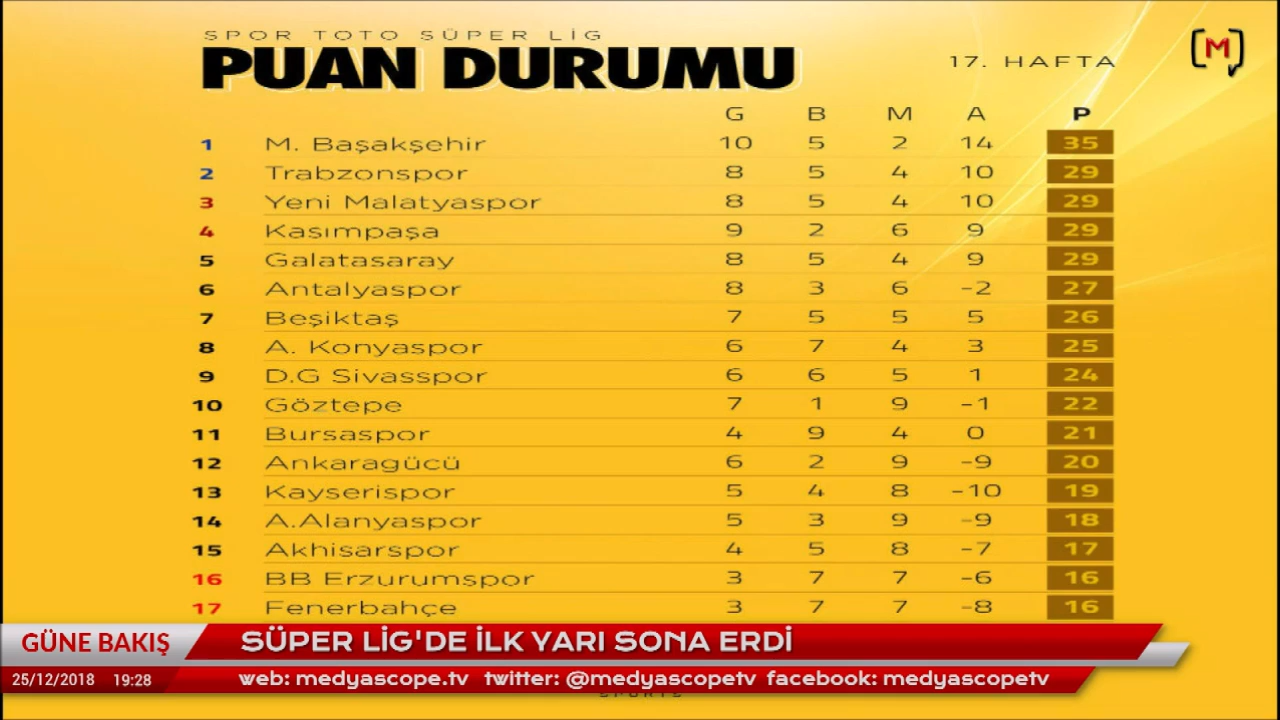 SPOR TOTO SÜPER LİG
PUAN DURUMU
17. HAFTA
M
G B M A P
1 M. Başakşehir 10 5 2 14 35
2 Trabzonspor 8 5 4 10 29
3 Yeni Malatyaspor 8 5 4 10 29
4 Kasımpaşa 9 2 6 9 29
5 Galatasaray 8 5 4 9 29
6 Antalyaspor 8 3 6 -2 27
7 Beşiktaş 7 5 5 5 26
8 A. Konyaspor 6 7 4 3 25
9 D.G Sivasspor 6 6 5 1 24
10 Göztepe 7 1 9 -1 22
11 Bursaspor 4 9 4 0 21
12 Ankaragücü 6 2 9 -9 20
13 Kayserispor 5 4 8 -10 19
14 A.Alanyaspor 5 3 9 -9 18
15 Akhisarspor 4 5 8 -7 17
16 BB Erzurumspor 3 7 7 -6 16
17 Fenerbahçe 3 7 7 -8 16
GÜNE BAKIŞ
SÜPER LİG'DE İLK YARI SONA ERDİ
25/12/2018 19:28
web: medyascope.tv twitter: @medyascopetv facebook: medyascopetv